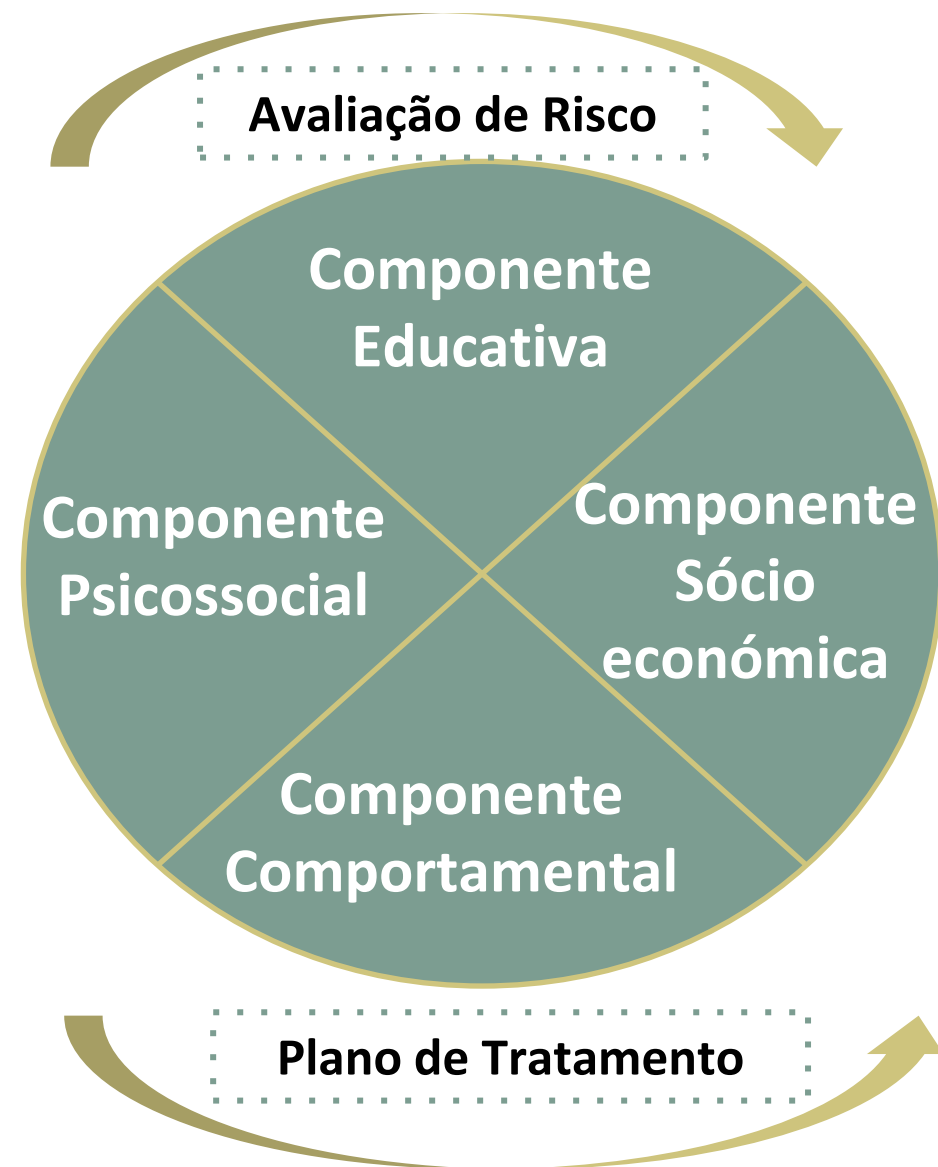 Avaliação de Risco
Componente
Educativa
Componente
Psicossocial
Componente
Sócio
económica
Componente
Comportamental
Plano de Tratamento